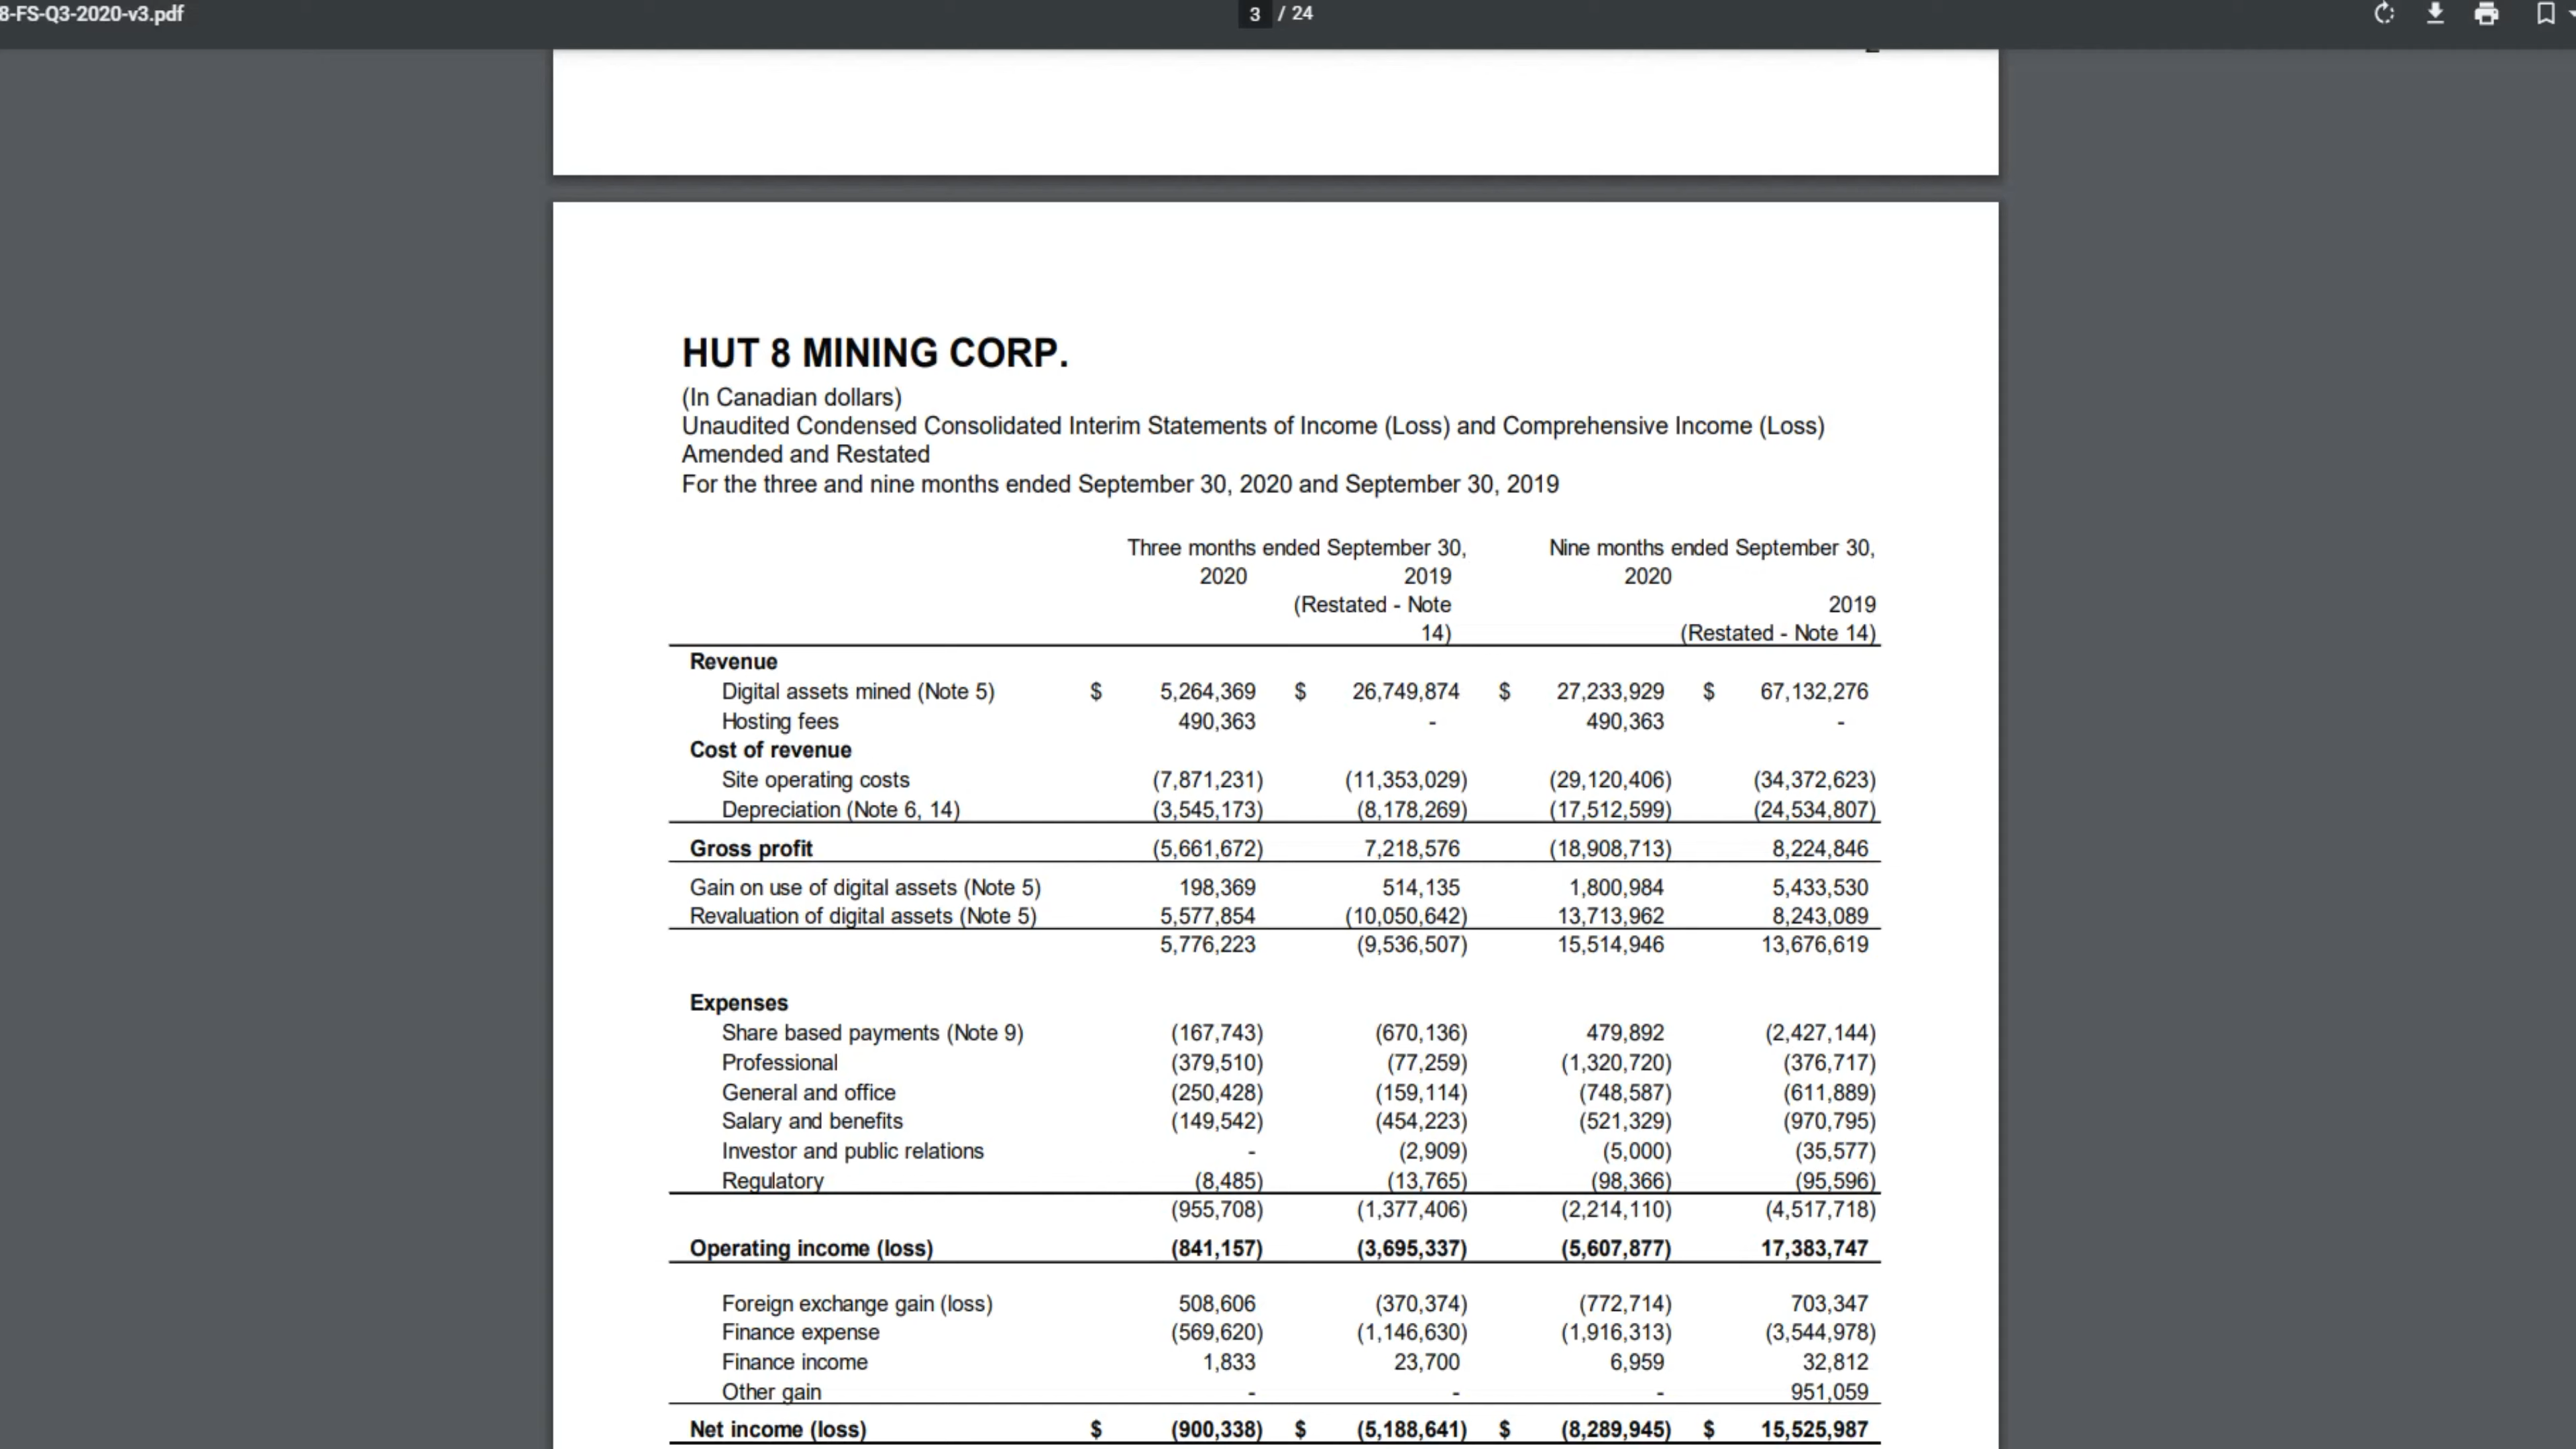 8-FS-Q3-2020-v3.pdf
3 / 24
HUT 8 MINING CORP.
(In Canadian dollars)
Unaudited Condensed Consolidated Interim Statements of Income (Loss) and Comprehensive Income (Loss)
Amended and Restated
For the three and nine months ended September 30, 2020 and September 30, 2019
Three months ended September 30, Nine months ended September 30,
2020 2019 2020
(Restated - Note 2019
14) (Restated - Note 14)
Revenue
Digital assets mined (Note 5) $ 5,264,369 $ 26,749,874 $ 27,233,929 $ 67,132,276
Hosting fees 490,363 - 490,363 -
Cost of revenue
Site operating costs (7,871,231) (11,353,029) (29,120,406) (34,372,623)
Depreciation (Note 6, 14) (3,545,173) (8,178,269) (17,512,599) (24,534,807)
Gross profit (5,661,672) 7,218,576 (18,908,713) 8,224,846
Gain on use of digital assets (Note 5) 198,369 514,135 1,800,984 5,433,530
Revaluation of digital assets (Note 5) 5,577,854 (10,050,642) 13,713,962 8,243,089
5,776,223 (9,536,507) 15,514,946 13,676,619
Expenses
Share based payments (Note 9) (167,743) (670,136) 479,892 (2,427,144)
Professional (379,510) (77,259) (1,320,720) (376,717)
General and office (250,428) (159,114) (748,587) (611,889)
Salary and benefits (149,542) (454,223) (521,329) (970,795)
Investor and public relations - (2,909) (5,000) (35,577)
Regulatory (8,485) (13,765) (98,366) (95,596)
(955,708) (1,377,406) (2,214,110) (4,517,718)
Operating income (loss) (841,157) (3,695,337) (5,607,877) 17,383,747
Foreign exchange gain (loss) 508,606 (370,374) (772,714) 703,347
Finance expense (569,620) (1,146,630) (1,916,313) (3,544,978)
Finance income 1,833 23,700 6,959 32,812
Other gain - - - 951,059
Net income (loss) $ (900,338) $ (5,188,641) $ (8,289,945) $ 15,525,987